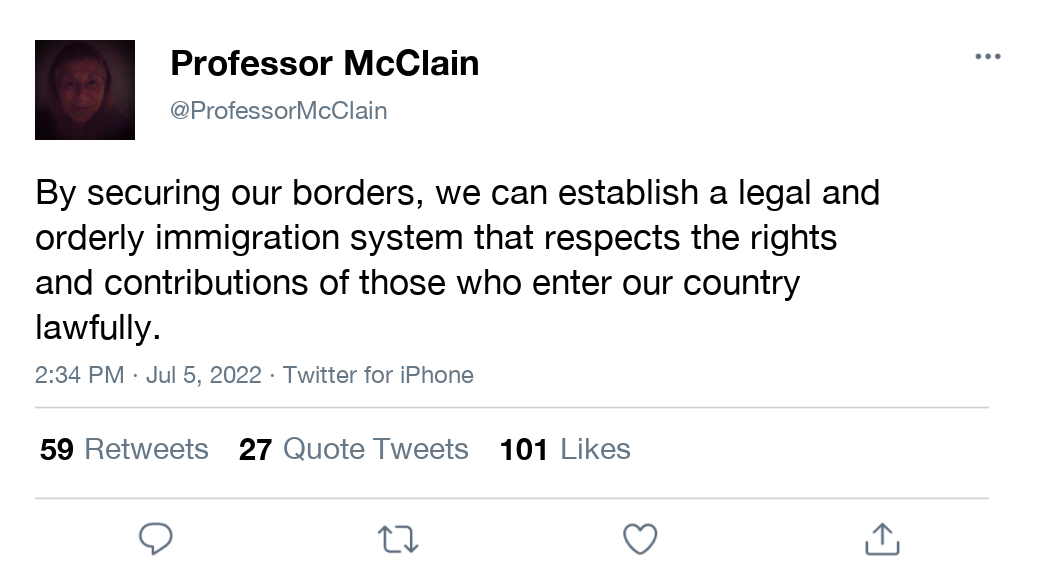 Professor McClain
@ProfessorMcClain
By securing our borders, we can establish a legal and
orderly immigration system that respects the rights
and contributions of those who enter our country
lawfully.
2:34 PM · Jul 5, 2022 · Twitter for iPhone
59 Retweets 27 Quote Tweets 101 Likes